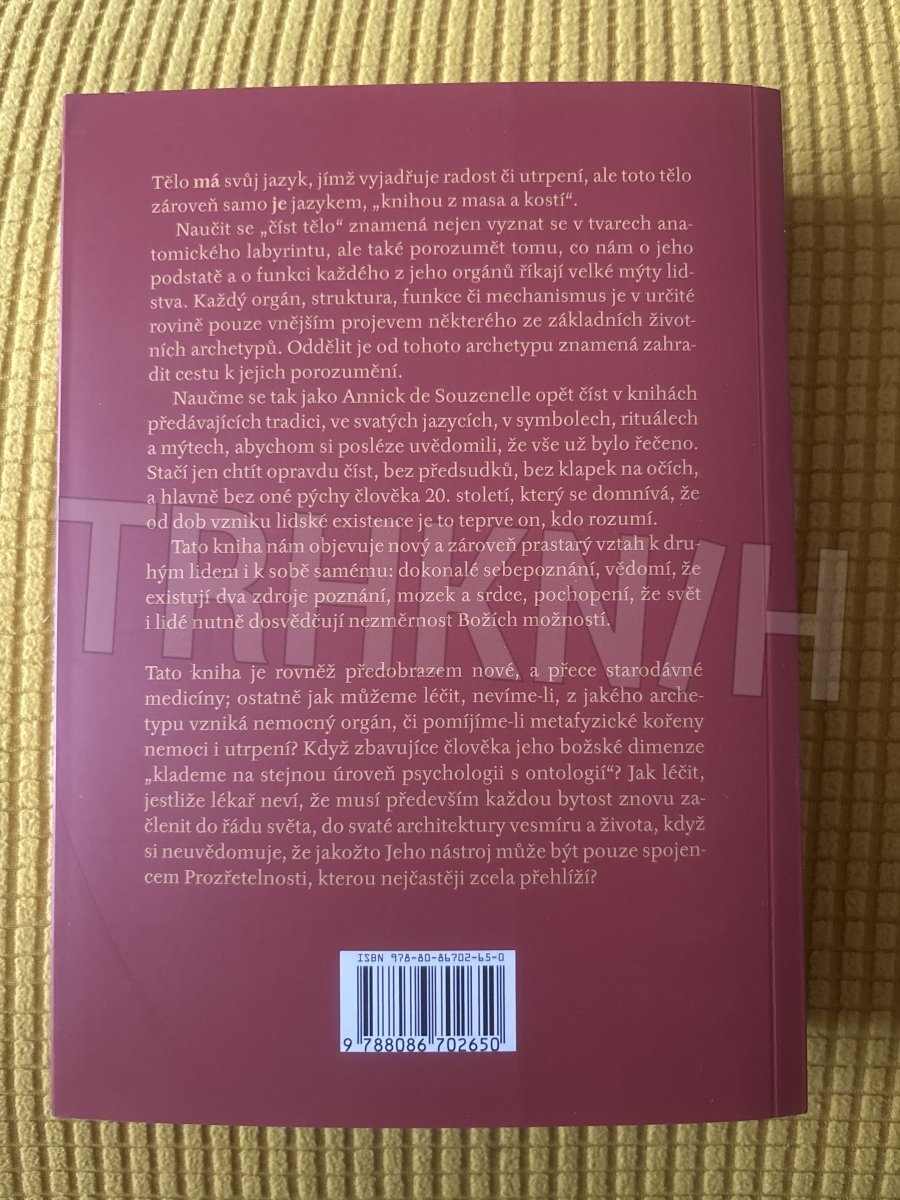 Tělo má svůj jazyk, jímž vyjadřuje radost či utrpení, ale toto tělo
zároveň samo je jazykem, „knihou z masa a kostí“.
Naučit se „číst tělo“ znamená nejen vyznat se v tvarech ana-
tomického labyrintu, ale také porozumět tomu, co nám o jeho
podstatě a o funkci každého z jeho orgánů říkají velké mýty lid-
stva. Každý orgán, struktura, funkce či mechanismus je v určité
rovině pouze vnějším projevem některého ze základních život-
ních archetypů. Oddělit je od tohoto archetypu znamená zahra-
dit cestu k jejich porozumění.
Naučme se tak jako Annick de Souzenelle opět číst v knihách
předávajících tradici, ve svatých jazycích, v symbolech, rituálech
a mýtech, abychom si posléze uvědomili, že vše už bylo řečeno.
Stačí jen chtít opravdu číst, bez předsudků, bez klapek na očích,
a hlavně bez oné pýchy člověka 20. století, který se domnívá, že
od dob vzniku lidské existence je to teprve on, kdo rozumí.
Tato kniha nám objevuje nový a zároveň prastarý vztah k dru-
hým lidem i k sobě samému: dokonalé sebepoznání, vědomí, že
existují dva zdroje poznání, mozek a srdce, pochopení, že svět
i lidé nutně dosvědčují nezměrnost Božích možností.
TRHKNIH
Tato kniha je rovněž předobrazem nové, a přece starodávné
medicíny; ostatně jak můžeme léčit, nevíme-li, z jakého arche-
typu vzniká nemocný orgán, či pomíjíme-li metafyzické kořeny
nemoci i utrpení? Když zbavujíce člověka jeho božské dimenze
„klademe na stejnou úroveň psychologii s ontologií“? Jak léčit,
jestliže lékař neví, že musí především každou bytost znovu za-
členit do řádu světa, do svaté architektury vesmíru a života, když
si neuvědomuje, že jakožto Jeho nástroj může být pouze spojen-
cem Prozřetelnosti, kterou nejčastěji zcela přehlíží?
ISBN 978-80-86702-65-0
9 788086 702650